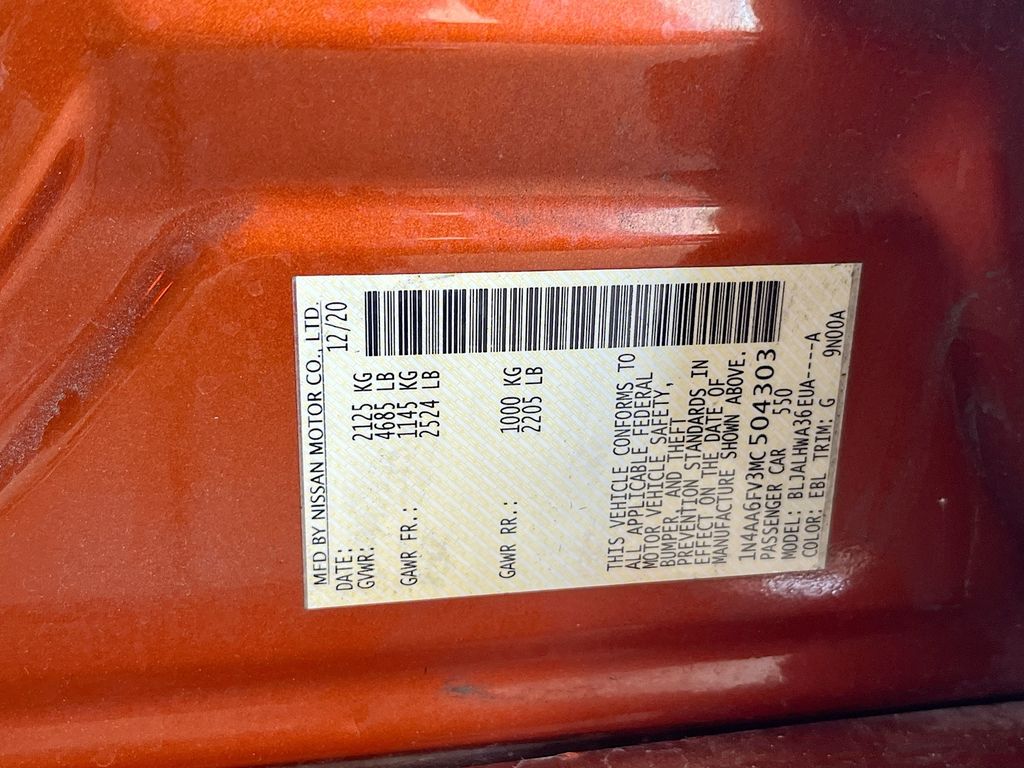 MFD BY NISSAN MOTOR CO., LTD.
DATE: 12/20
GVWR: 2125 KG
4685 LB
GAWR FR.: 1145 KG
2524 LB
GAWR RR.: 1000 KG
2205 LB
THIS VEHICLE CONFORMS TO
ALL APPLICABLE FEDERAL
MOTOR VEHICLE SAFETY,
BUMPER, AND THEFT
PREVENTION STANDARDS IN
EFFECT ON THE DATE OF
MANUFACTURE SHOWN ABOVE.
1N4AA6FV3MC504303
PASSENGER CAR 530
MODEL: BLJALHWA36EUA----A
COLOR: EBL TRIM: G 9N00A